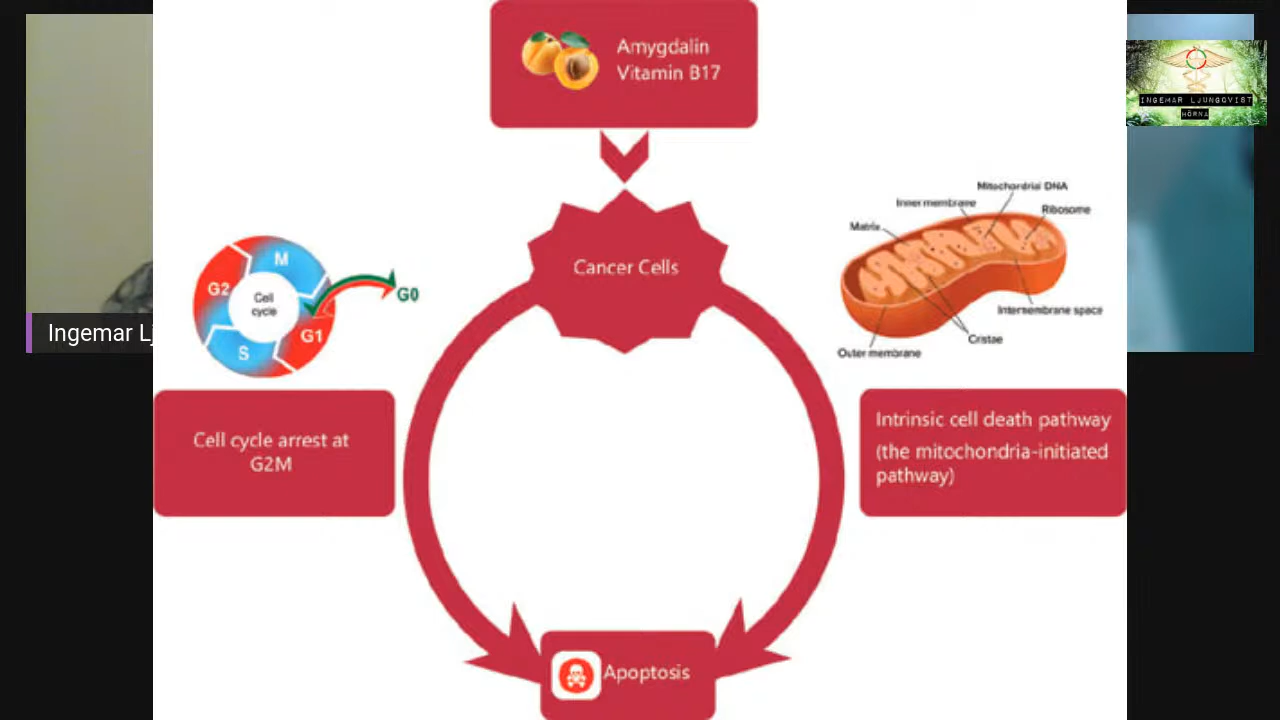 Amygdalin
Vitamin B17
INGEMAR LJUNGQVIST
HÖRNA
Cancer Cells
Mitochondrial DNA
Inner membrane
Ribosome
Matrix
Intermembrane space
Cristae
Outer membrane
M
G2
Cell
cycle
G0
G1
S
Ingemar Lj
Cell cycle arrest at
G2M
Intrinsic cell death pathway
(the mitochondria-initiated
pathway)
Apoptosis